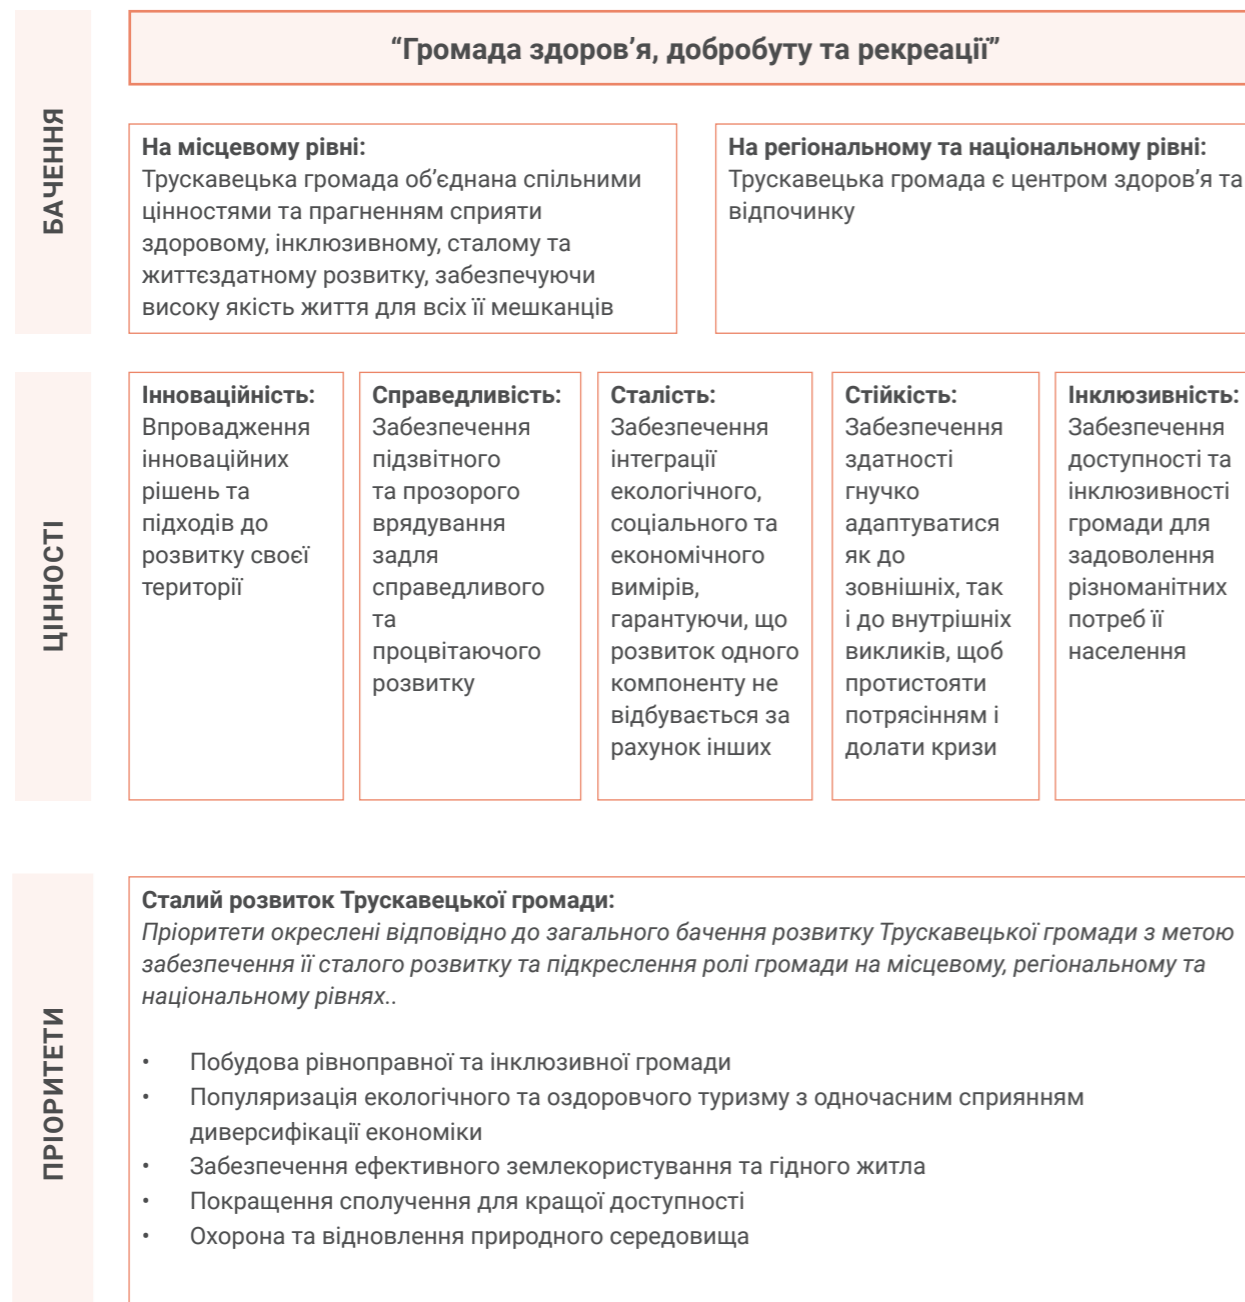 БАЧЕННЯ
“Громада здоров’я, добробуту та рекреації”
На місцевому рівні:
Трускавецька громада об’єднана спільними
цінностями та прагненням сприяти
здоровому, інклюзивному, сталому та
життєздатному розвитку, забезпечуючи
високу якість життя для всіх її мешканців
На регіональному та національному рівні:
Трускавецька громада є центром здоров’я та
відпочинку
ЦІННОСТІ
Інноваційність:
Впровадження
інноваційних
рішень та
підходів до
розвитку своєї
території
Справедливість:
Забезпечення
підзвітного
та прозорого
врядування
задля
справедливого
та
процвітаючого
розвитку
Сталість:
Забезпечення
інтеграції
екологічного,
соціального та
економічного
вимірів,
гарантуючи, що
розвиток одного
компоненту не
відбувається за
рахунок інших
Стійкість:
Забезпечення
здатності
гнучко
адаптуватися
як до
зовнішніх, так
і до внутрішніх
викликів, щоб
протистояти
потрясінням і
долати кризи
Інклюзивність:
Забезпечення
доступності та
інклюзивності
громади для
задоволення
різноманітних
потреб її
населення
ПРІОРИТЕТИ
Сталий розвиток Трускавецької громади:
Пріоритети окреслені відповідно до загального бачення розвитку Трускавецької громади з метою
забезпечення її сталого розвитку та підкреслення ролі громади на місцевому, регіональному та
національному рівнях..
• Побудова рівноправної та інклюзивної громади
• Популяризація екологічного та оздоровчого туризму з одночасним сприянням
диверсифікації економіки
• Забезпечення ефективного землекористування та гідного житла
• Покращення сполучення для кращої доступності
• Охорона та відновлення природного середовища